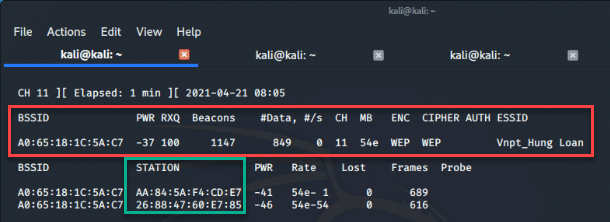 kali@kali: ~
File Actions Edit View Help
kali@kali: ~ kali@kali: ~ kali@kali: ~
CH 11 ][ Elapsed: 1 min ][ 2021-04-21 08:05
BSSID PWR RXQ Beacons #Data, #/s CH MB ENC CIPHER AUTH ESSID
A0:65:18:1C:5A:C7 -37 100 1147 849 0 11 54e WEP WEP Vnpt_Hung Loan
BSSID STATION PWR Rate Lost Frames Probe
A0:65:18:1C:5A:C7 AA:84:5A:F4:CD:E7 -41 54e- 1 0 689
A0:65:18:1C:5A:C7 26:88:47:60:E7:85 -46 54e-54 0 616